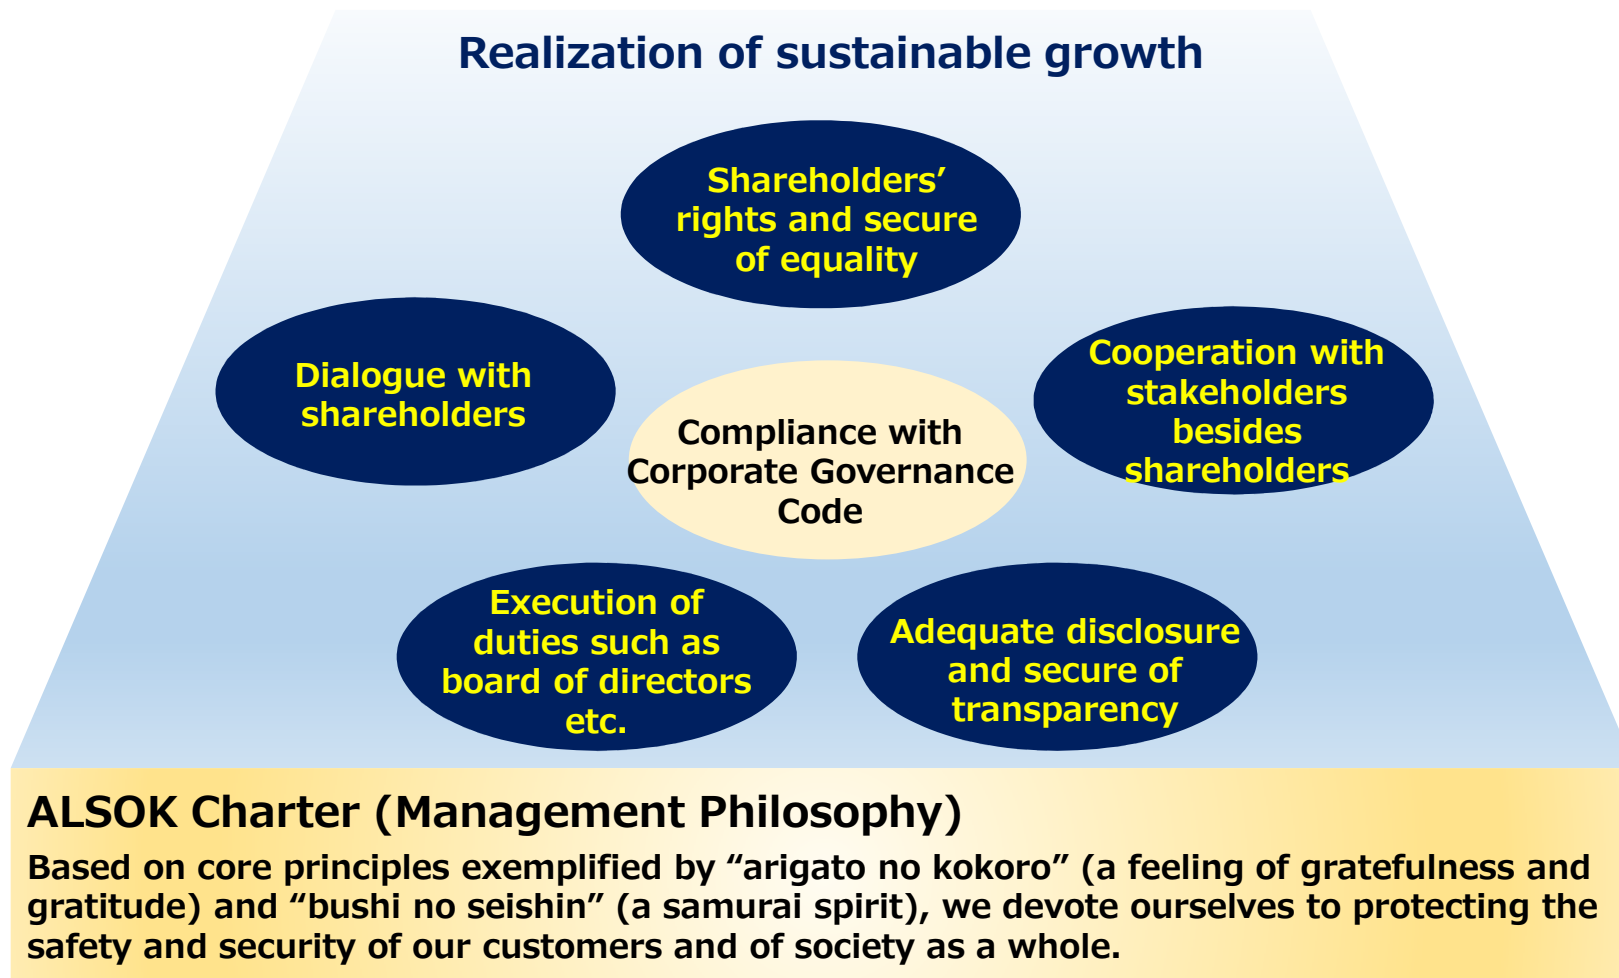 Realization of sustainable growth
Shareholders’
rights and secure
of equality
Dialogue with
shareholders
Cooperation with
stakeholders
besides
shareholders
Compliance with
Corporate Governance
Code
Execution of
duties such as
board of directors
etc.
Adequate disclosure
and secure of
transparency
ALSOK Charter (Management Philosophy)
Based on core principles exemplified by “arigato no kokoro” (a feeling of gratefulness and
gratitude) and “bushi no seishin” (a samurai spirit), we devote ourselves to protecting the
safety and security of our customers and of society as a whole.